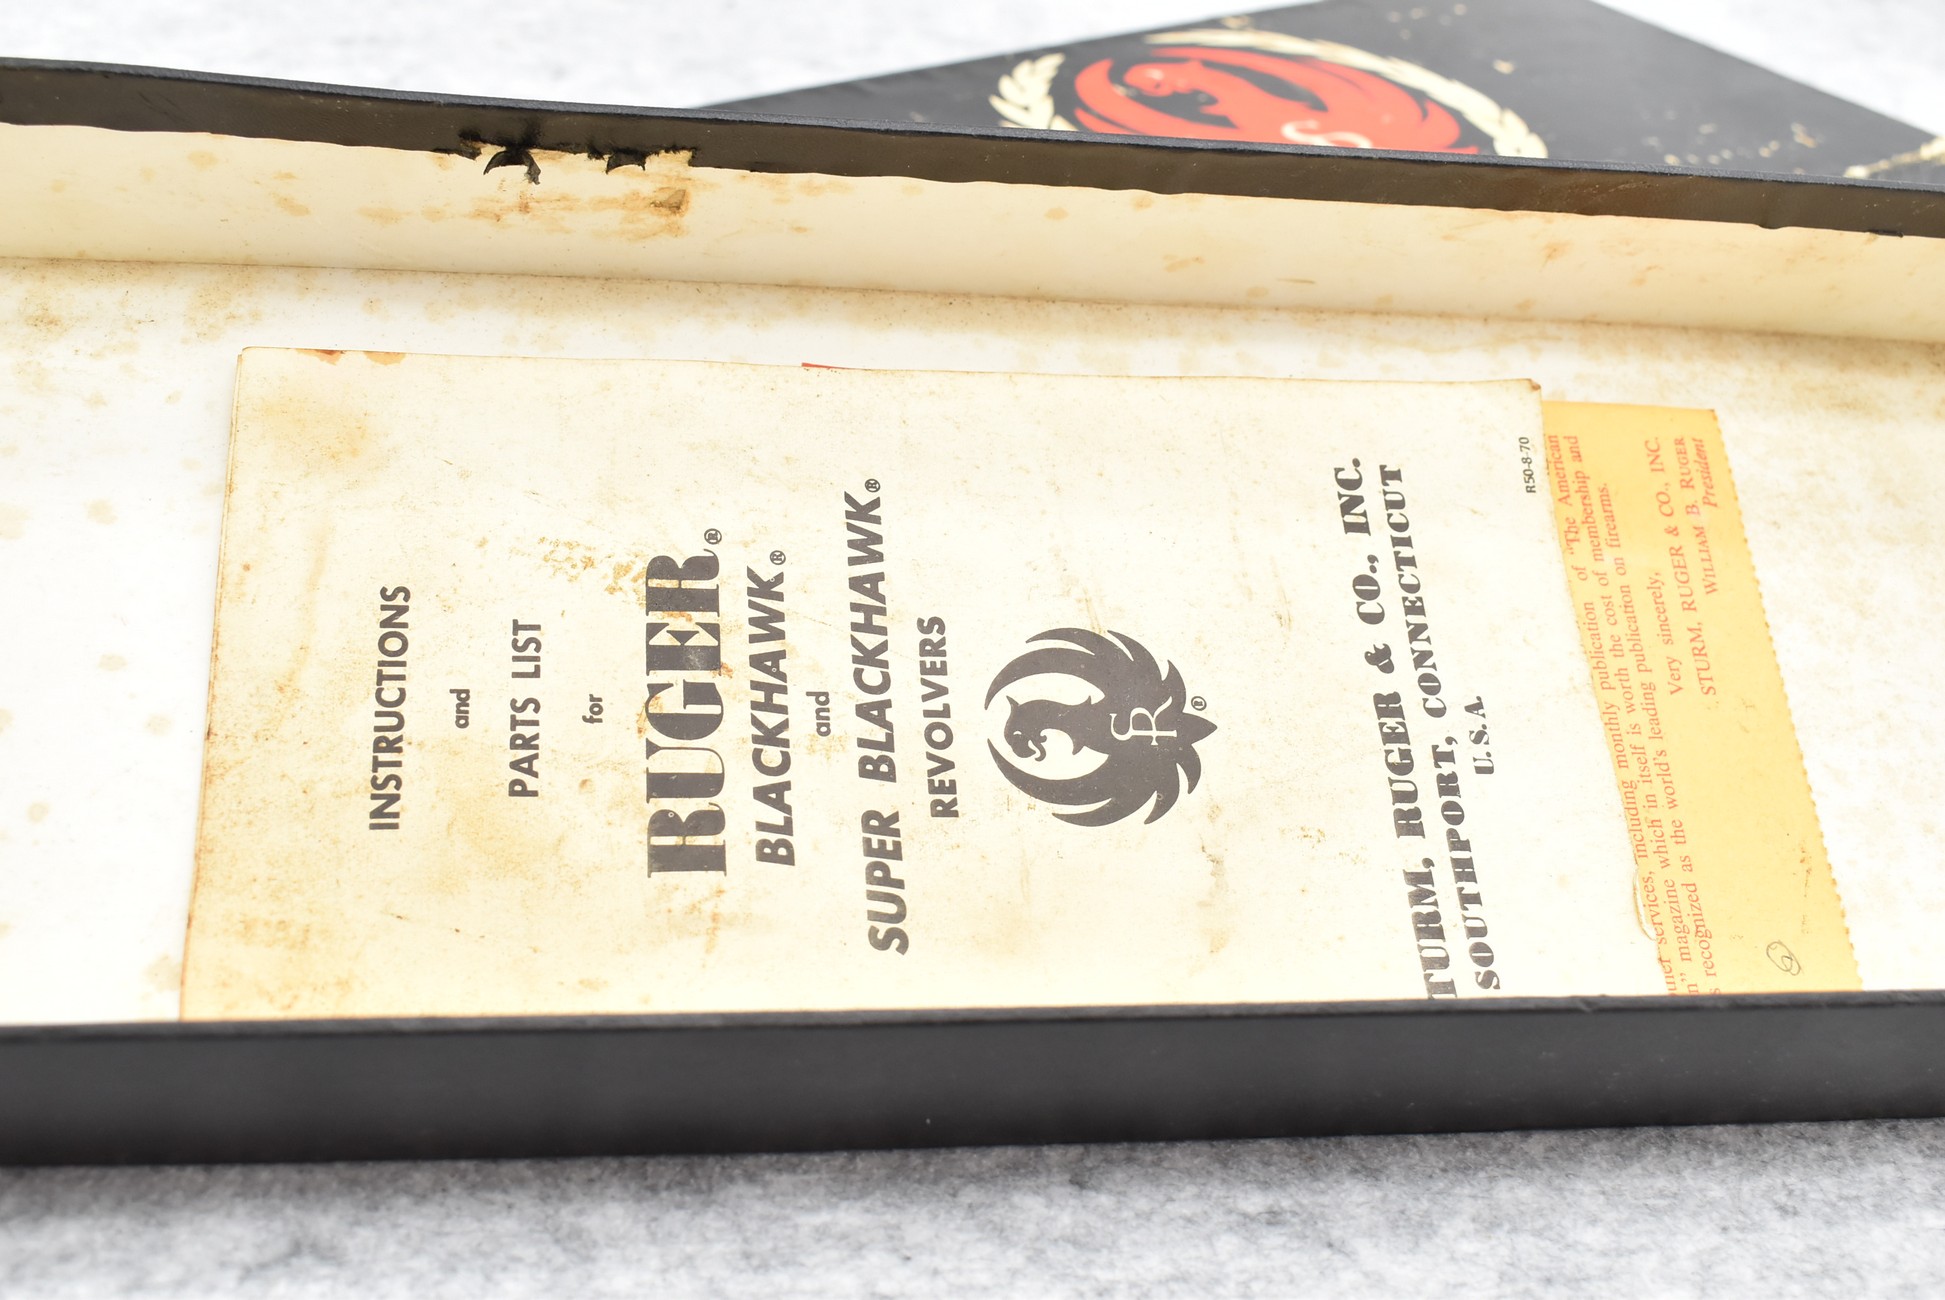 INSTRUCTIONS
and
PARTS LIST
for
RUGER®
BLACKHAWK®
and
SUPER BLACKHAWK®
REVOLVERS
SR®
TURM, RUGER & CO., INC.
SOUTHPORT, CONNECTICUT
U.S.A.
R50-8-70
publication of "The American
services, including monthly
n" magazine which in itself is worth the cost of membership and
recognized as the world's leading publication on firearms.
Very sincerely,
STURM, RUGER & CO., INC.
WILLIAM B. RUGER
President
6
S